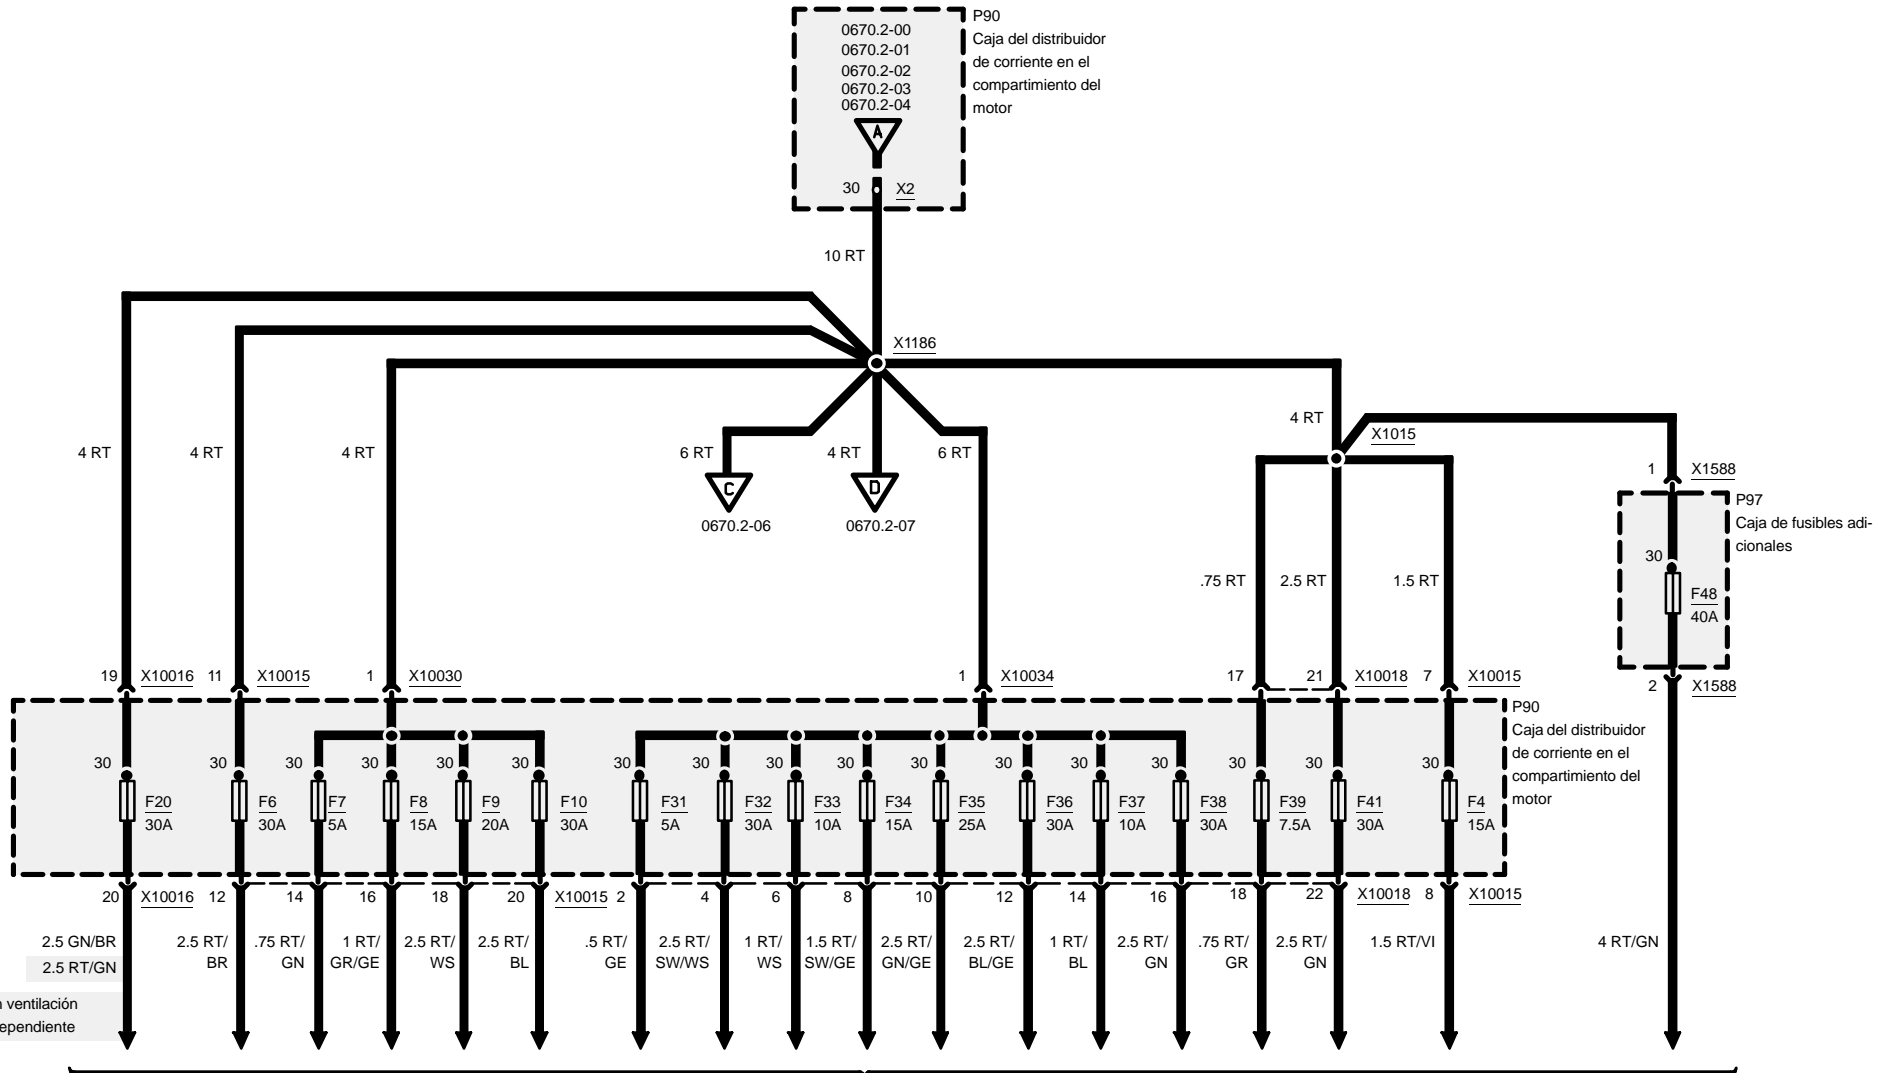 P90
Caja del distribuidor
de corriente en el
compartimiento del
motor
0670.2-00
0670.2-01
0670.2-02
0670.2-03
0670.2-04
A
30 X2
10 RT
X1186
4 RT 4 RT 4 RT 6 RT 4 RT 6 RT 4 RT
X1015
C D
0670.2-06 0670.2-07
1 X1588
P97
Caja de fusibles adi-
cionales
30
F48
40A
2 X1588
.75 RT 2.5 RT 1.5 RT
19 X10016 11 X10015 1 X10030 1 X10034 17 21 X10018 7 X10015
P90
Caja del distribuidor
de corriente en el
compartimiento del
motor
30 30 30 30 30 30 30 30 30 30 30 30 30 30 30 30 30
F20 F6 F7 F8 F9 F10 F31 F32 F33 F34 F35 F36 F37 F38 F39 F41 F4
30A 30A 5A 15A 20A 30A 5A 30A 10A 15A 25A 30A 10A 30A 7.5A 30A 15A
20 X10016 12 14 16 18 20 X10015 2 4 6 8 10 12 14 16 18 22 X10018 8 X10015
2.5 GN/BR 2.5 RT/ .75 RT/ 1 RT/ 2.5 RT/ 2.5 RT/ .5 RT/ 2.5 RT/ 1 RT/ 1.5 RT/ 2.5 RT/ 2.5 RT/ 1 RT/ 2.5 RT/ .75 RT/ 2.5 RT/ 1.5 RT/VI 4 RT/GN
2.5 RT/GN BR GN GR/GE WS BL GE SW/WS WS SW/GE GN/GE BL/GE BL GN GR GN
ventilación
ependiente